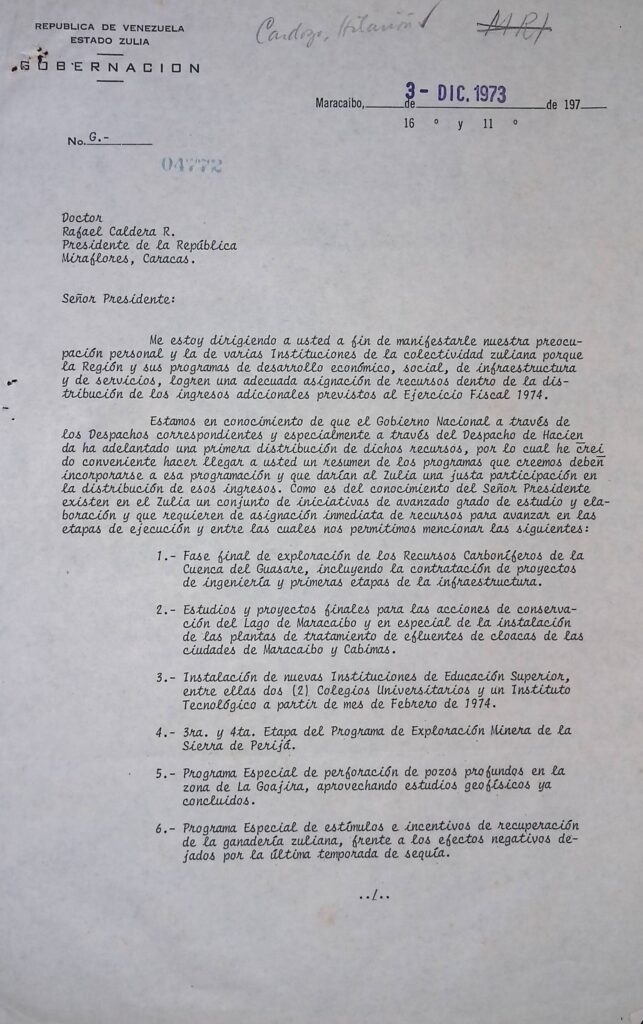 REPUBLICA DE VENEZUELA
ESTADO ZULIA
GOBERNACION
Cardozo, Hilarión
MRI
Maracaibo, 3- DIC. 1973 de de 197
16 º y 11 º
No. G.-
04772
Doctor
Rafael Caldera R.
Presidente de la República
Miraflores, Caracas.
Señor Presidente:
Me estoy dirigiendo a usted a fin de manifestarle nuestra preocu-
pación personal y la de varias Instituciones de la colectividad zuliana porque
la Región y sus programas de desarrollo económico, social, de infraestructura
y de servicios, logren una adecuada asignación de recursos dentro de la dis-
tribución de los ingresos adicionales previstos al Ejercicio Fiscal 1974.
Estamos en conocimiento de que el Gobierno Nacional a través de
los Despachos correspondientes y especialmente a través del Despacho de Hacien
da ha adelantado una primera distribución de dichos recursos, por lo cual he crei
do conveniente hacer llegar a usted un resumen de los programas que creemos deben
incorporarse a esa programación y que darían al Zulia una justa participación en
la distribución de esos ingresos. Como es del conocimiento del Señor Presidente
existen en el Zulia un conjunto de iniciativas de avanzado grado de estudio y ela-
boración y que requieren de asignación inmediata de recursos para avanzar en las
etapas de ejecución y entre las cuales nos permitimos mencionar las siguientes:
1.- Fase final de exploración de los Recursos Carboníferos de la
Cuenca del Guasare, incluyendo la contratación de proyectos
de ingeniería y primeras etapas de la infraestructura.
2.- Estudios y proyectos finales para las acciones de conserva-
ción del Lago de Maracaibo y en especial de la instalación
de las plantas de tratamiento de efluentes de cloacas de las
ciudades de Maracaibo y Cabimas.
3.- Instalación de nuevas Instituciones de Educación Superior,
entre ellas dos (2) Colegios Universitarios y un Instituto
Tecnológico a partir de mes de Febrero de 1974.
4.- 3ra. y 4ta. Etapa del Programa de Exploración Minera de la
Sierra de Perijá.
5.- Programa Especial de perforación de pozos profundos en la
zona de La Goajira, aprovechando estudios geofísicos ya
concluidos.
6.- Programa Especial de estímulos e incentivos de recuperación
de la ganadería zuliana, frente a los efectos negativos de-
jados por la última temporada de sequía.
../..